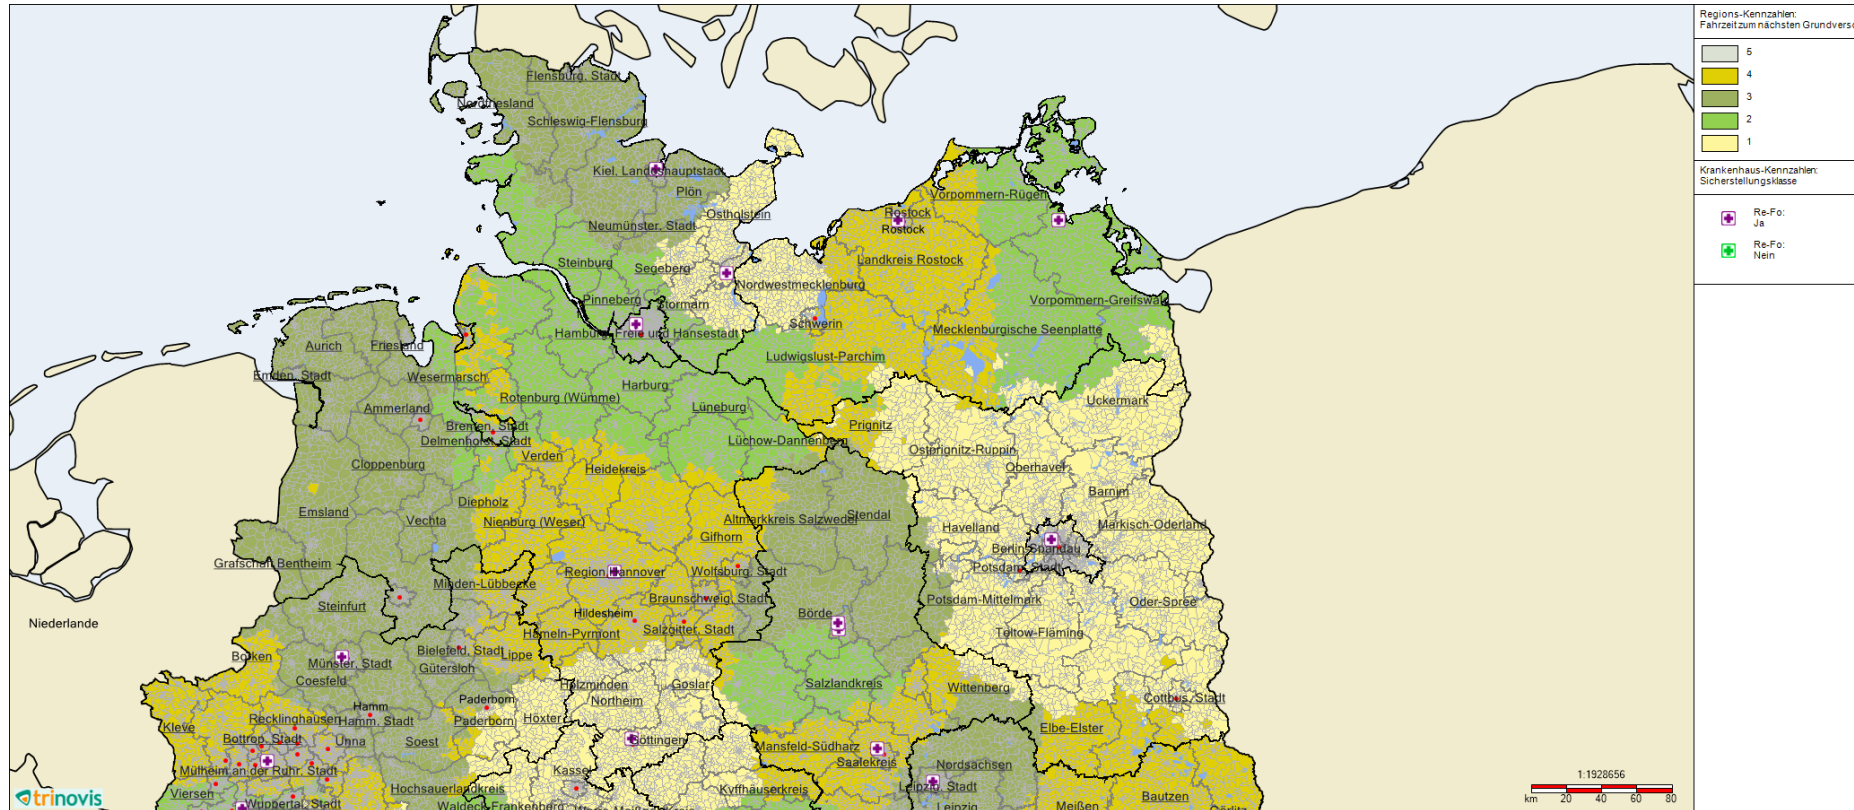 Regions-Kennzahlen:
Fahrzeit zum nächsten Grundverso
5
4
3
2
1
Krankenhaus-Kennzahlen:
Sicherstellungsklasse
Re-Fo:
Ja
Re-Fo:
Nein
Flensburg, Stadt
Nordfriesland
Schleswig-Flensburg
Kiel, Landeshauptstadt
Plön
Ostholstein
Neumünster, Stadt
Steinburg
Segeberg
Pinneberg
Stormarn
Hamburg, Freie und Hansestadt
Nordwestmecklenburg
Schwerin
Rostock
Rostock
Landkreis Rostock
Vorpommern-Rügen
Vorpommern-Greifswal
Mecklenburgische Seenplatte
Ludwigslust-Parchim
Aurich
Friesland
Emden, Stadt
Wesermarsch
Ammerland
Rotenburg (Wümme)
Harburg
Lüneburg
Bremen, Stadt
Delmenhorst, Stadt
Lüchow-Dannenberg
Prignitz
Uckermark
Ostprignitz-Ruppin
Oberhavel
Barnim
Cloppenburg
Verden
Heidekreis
Emsland
Vechta
Diepholz
Nienburg (Weser)
Altmarkkreis Salzwedel
Stendal
Gifhorn
Havelland
Märkisch-Oderland
Berlin-Spandau
Potsdam, Stadt
Grafschaft Bentheim
Minden-Lübbecke
Region Hannover
Wolfsburg, Stadt
Braunschweig, Stadt
Steinfurt
Hildesheim
Salzgitter, Stadt
Hameln-Pyrmont
Börde
Potsdam-Mittelmark
Oder-Spree
Teltow-Fläming
Niederlande
Borken
Münster, Stadt
Bielefeld, Stadt
Lippe
Gütersloh
Coesfeld
Holzminden
Goslar
Northeim
Salzlandkreis
Wittenberg
Cottbus, Stadt
Paderborn
Paderborn
Höxter
Hamm
Hamm, Stadt
Recklinghausen
Kleve
Bottrop, Stadt
Unna
Soest
Göttingen
Mansfeld-Südharz
Saalekreis
Elbe-Elster
Mülheim an der Ruhr, Stadt
Viersen
Wuppertal, Stadt
Hochsauerlandkreis
Kassel
Waldeck-Frankenberg
Kyffhäuserkreis
Nordsachsen
Leipzig, Stadt
Leipzig
Meißen
Bautzen
Görlitz
trinovis
1:1928656
km 20 40 60 80